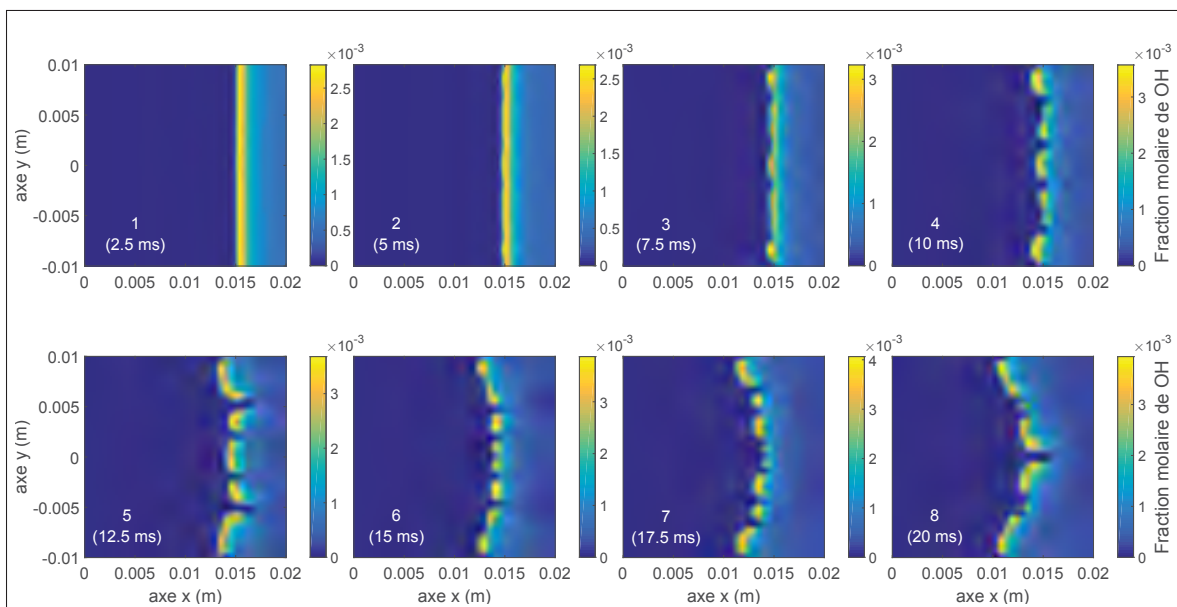 ×10⁻³ ×10⁻³ ×10⁻³ ×10⁻³
0.01
0.005
0
-0.005
-0.01
axe y (m)
1
(2.5 ms)
0 0.005 0.01 0.015 0.02
2.5
2
1.5
1
0.5
0
2
(5 ms)
0 0.005 0.01 0.015 0.02
2.5
2
1.5
1
0.5
0
3
(7.5 ms)
0 0.005 0.01 0.015 0.02
3
2
1
0
4
(10 ms)
0 0.005 0.01 0.015 0.02
3
2
1
0
Fraction molaire de OH
×10⁻³ ×10⁻³ ×10⁻³ ×10⁻³
0.01
0.005
0
-0.005
-0.01
axe y (m)
5
(12.5 ms)
0 0.005 0.01 0.015 0.02
axe x (m)
3
2
1
0
6
(15 ms)
0 0.005 0.01 0.015 0.02
axe x (m)
3
2
1
0
7
(17.5 ms)
0 0.005 0.01 0.015 0.02
axe x (m)
4
3
2
1
0
8
(20 ms)
0 0.005 0.01 0.015 0.02
axe x (m)
3
2
1
0
Fraction molaire de OH